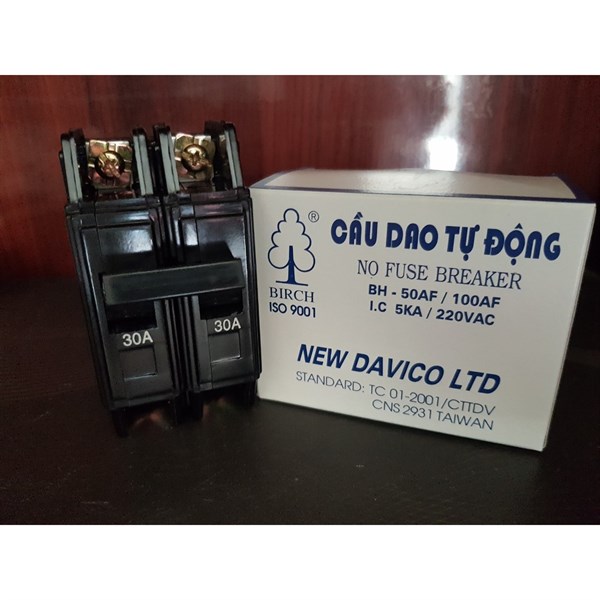 30A
30A
®
BIRCH
ISO 9001
CẦU DAO TỰ ĐỘNG
NO FUSE BREAKER
BH - 50AF / 100AF
I.C 5KA / 220VAC
NEW DAVICO LTD
STANDARD: TC 01-2001/CTTDV
CNS 2931 TAIWAN